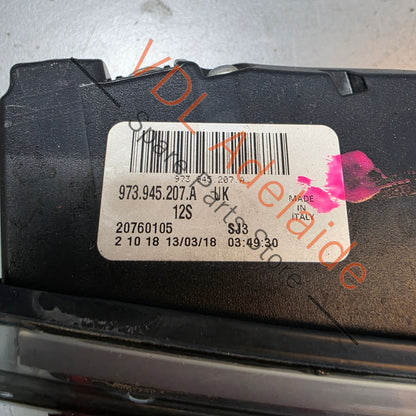 973.945.207.A
973.945.207.A UK
12S
MADE
IN
ITALY
20760105 SJ3
2 10 18 13/03/18 03:49:30
VDL Adelaide
Spare Parts Store